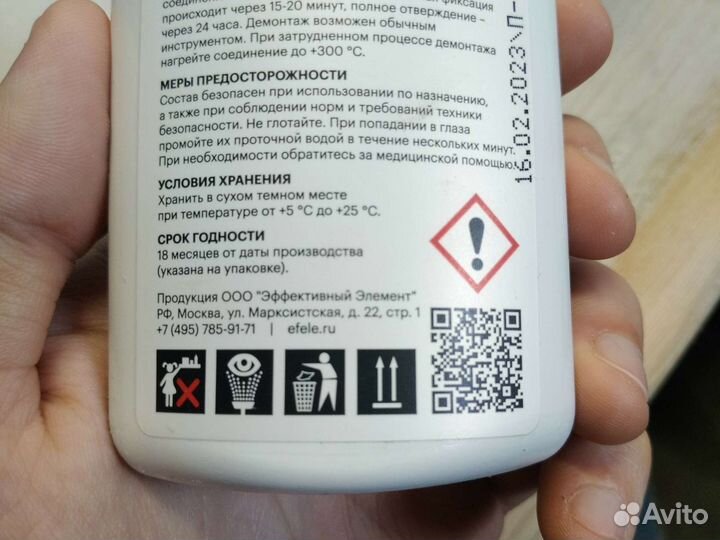 происходит через 15-20 минут, полное отверждение –
через 24 часа. Демонтаж возможен обычным
инструментом. При затрудненном процессе демонтажа
нагрейте соединение до +300 °C.
МЕРЫ ПРЕДОСТОРОЖНОСТИ
Состав безопасен при использовании по назначению,
а также при соблюдении норм и требований техники
безопасности. Не глотайте. При попадании в глаза
промойте их проточной водой в течение нескольких минут.
При необходимости обратитесь за медицинской помощью.
УСЛОВИЯ ХРАНЕНИЯ
Хранить в сухом темном месте
при температуре от +5 °C до +25 °C.
СРОК ГОДНОСТИ
18 месяцев от даты производства
(указана на упаковке).
Продукция ООО "Эффективный Элемент"
РФ, Москва, ул. Марксистская, д. 22, стр. 1
+7 (495) 785-91-71 | efele.ru
16.02.2023\П-
Avito